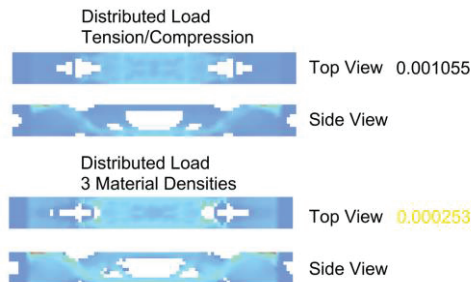 Distributed Load
Tension/Compression
Top View 0.001055
Side View
Distributed Load
3 Material Densities
Top View 0.000253
Side View